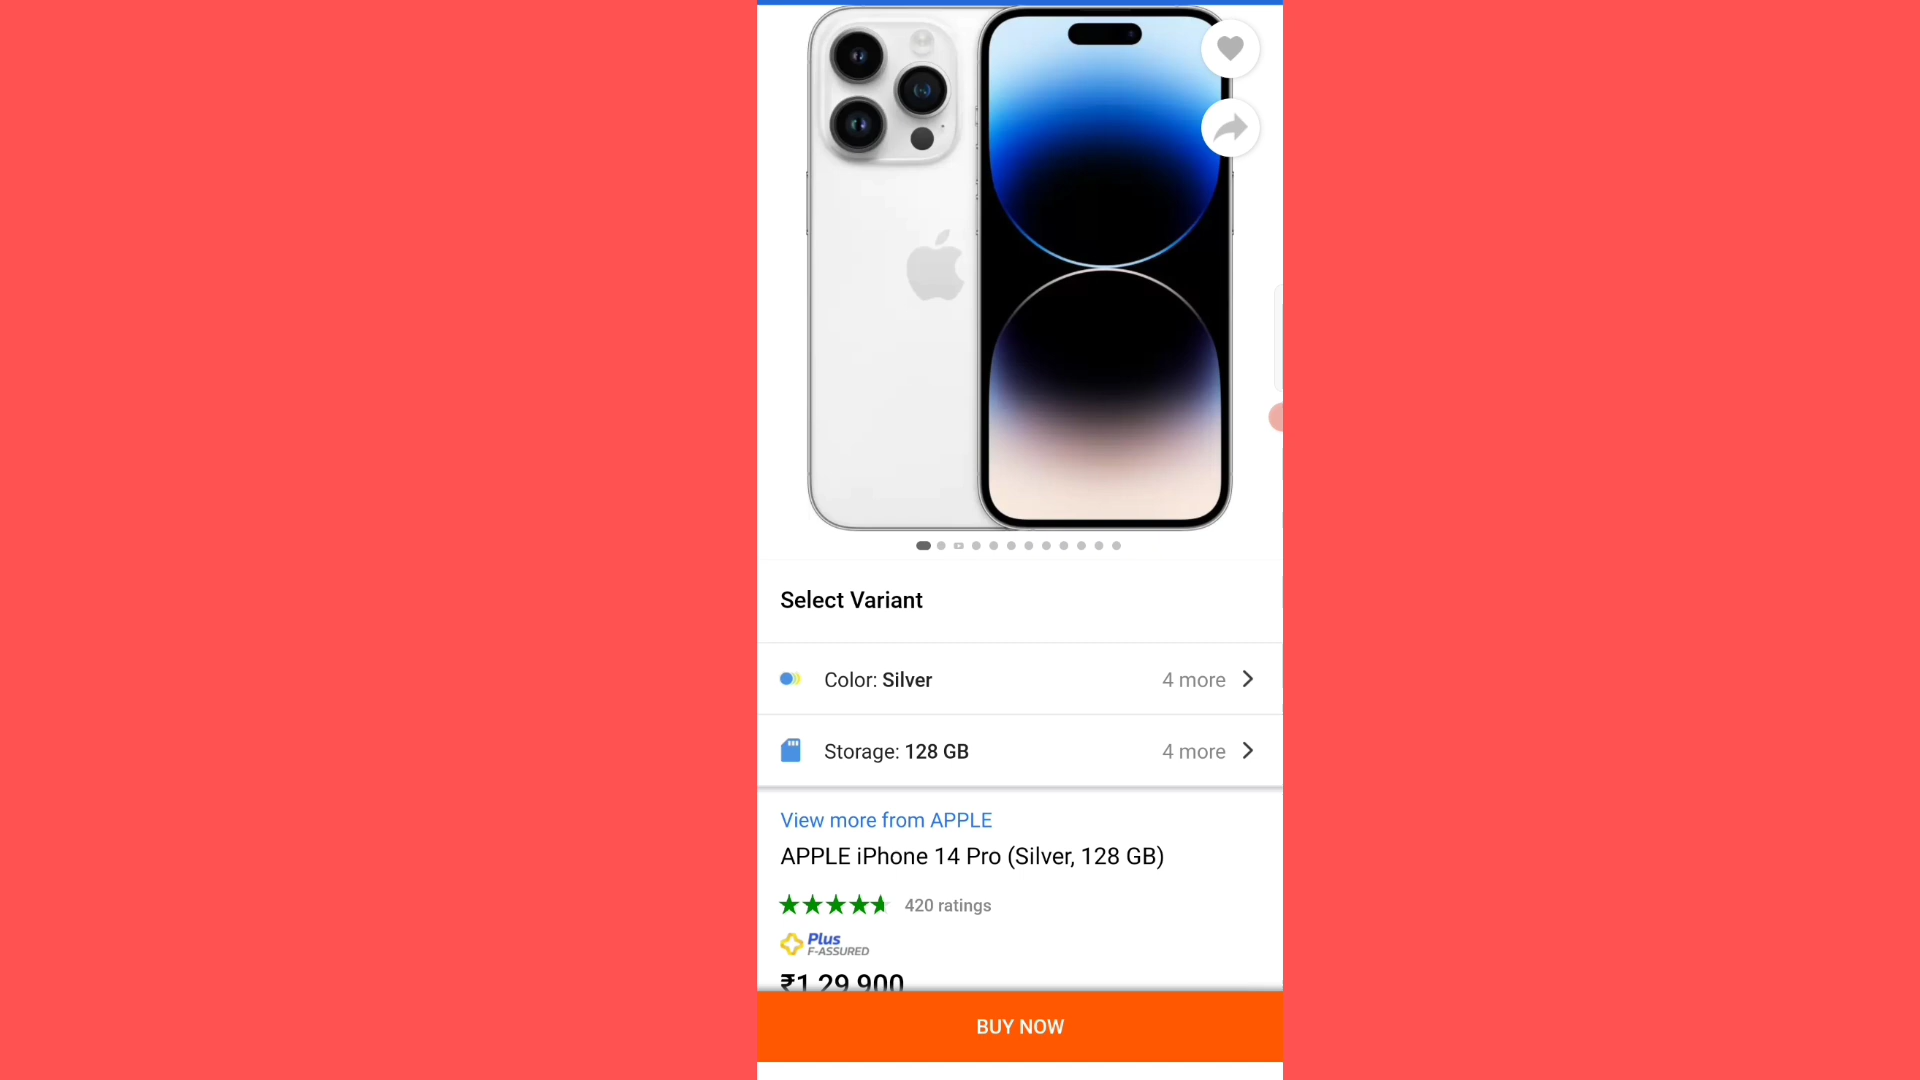 Select Variant
Color: Silver 4 more
Storage: 128 GB 4 more
View more from APPLE
APPLE iPhone 14 Pro (Silver, 128 GB)
420 ratings
Plus
F-ASSURED
₹1,29,900
BUY NOW